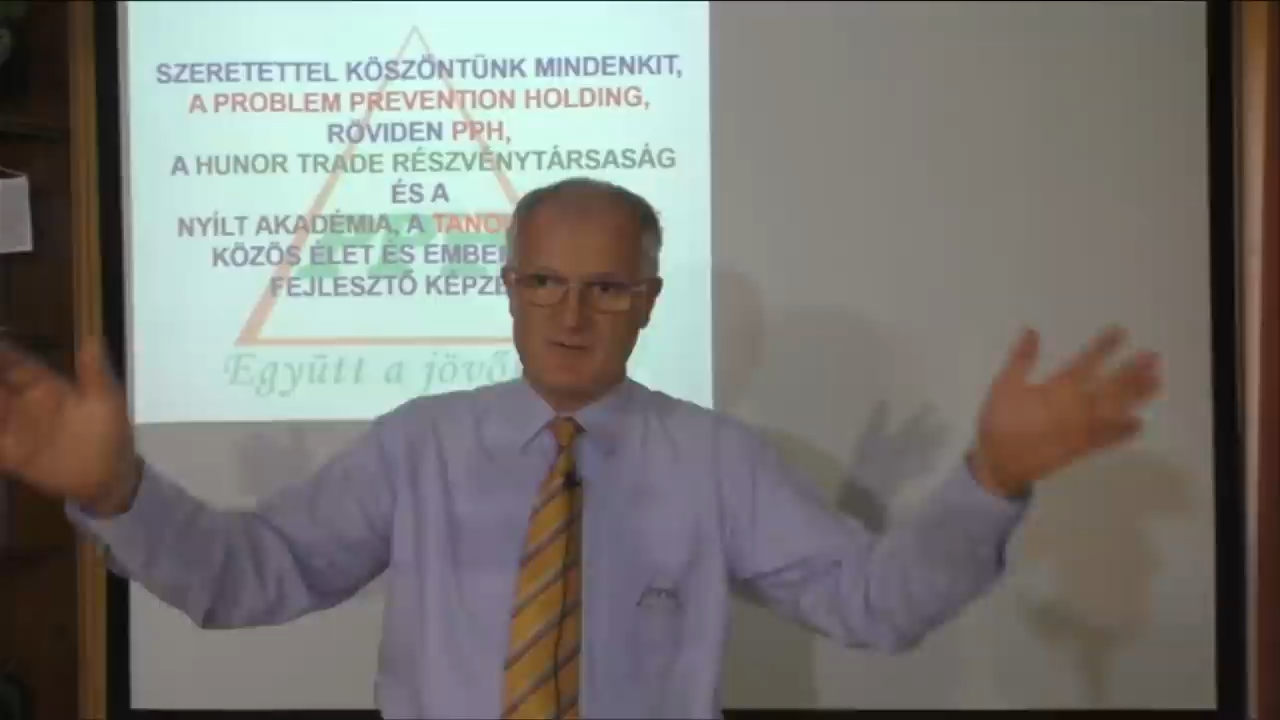 SZERETETTEL KÖSZÖNTÜNK MINDENKIT,
A PROBLEM PREVENTION HOLDING,
RÖVIDEN PPH,
A HUNOR TRADE RÉSZVÉNYTÁRSASÁG
ÉS A
NYÍLT AKADÉMIA, A
KÖZÖS ÉLET ÉS
FEJLESZTŐ
Együtt a